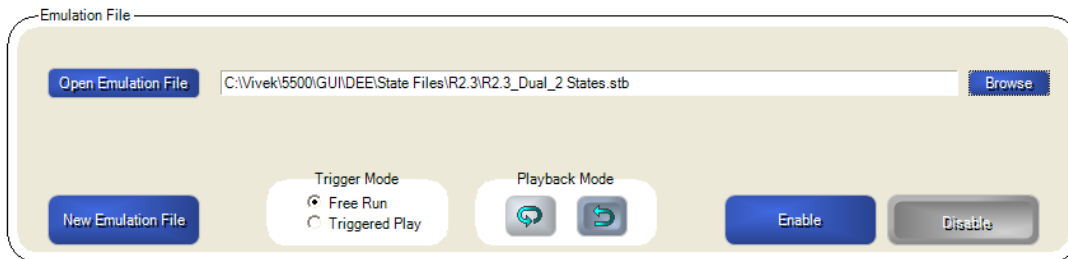 Emulation File
Open Emulation File
C:\Vivek\5500\GUI\DEE\State Files\R2.3\R2.3_Dual_2 States.stb
Browse
Trigger Mode
Playback Mode
Free Run
Triggered Play
New Emulation File
Enable
Disable